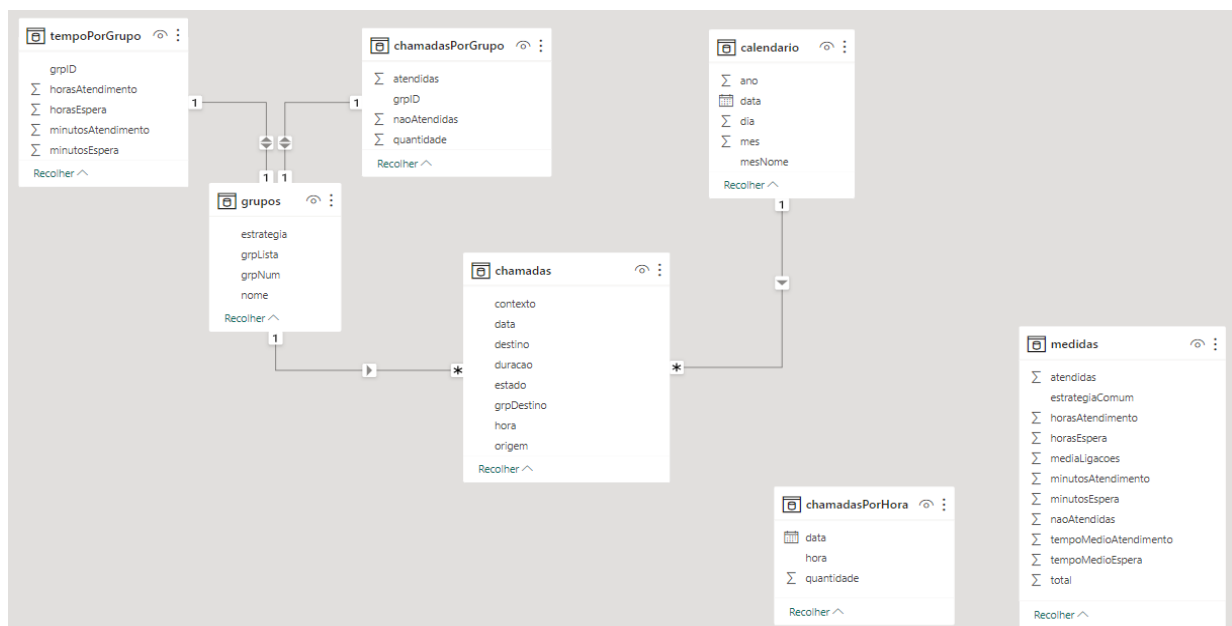 tempoPorGrupo
grpID
∑ horasAtendimento
∑ horasEspera
∑ minutosAtendimento
∑ minutosEspera
Recolher
chamadasPorGrupo
∑ atendidas
grpID
∑ naoAtendidas
∑ quantidade
Recolher
calendario
∑ ano
data
∑ dia
∑ mes
mesNome
Recolher
1
1
1
1
1
grupos
estrategia
grpLista
grpNum
nome
Recolher
1
*
chamadas
contexto
data
destino
duracao
estado
grpDestino
hora
origem
Recolher
*
chamadasPorHora
data
hora
∑ quantidade
Recolher
medidas
∑ atendidas
estrategiaComum
∑ horasAtendimento
∑ horasEspera
∑ mediaLigacoes
∑ minutosAtendimento
∑ minutosEspera
∑ naoAtendidas
∑ tempoMedioAtendimento
∑ tempoMedioEspera
∑ total
Recolher